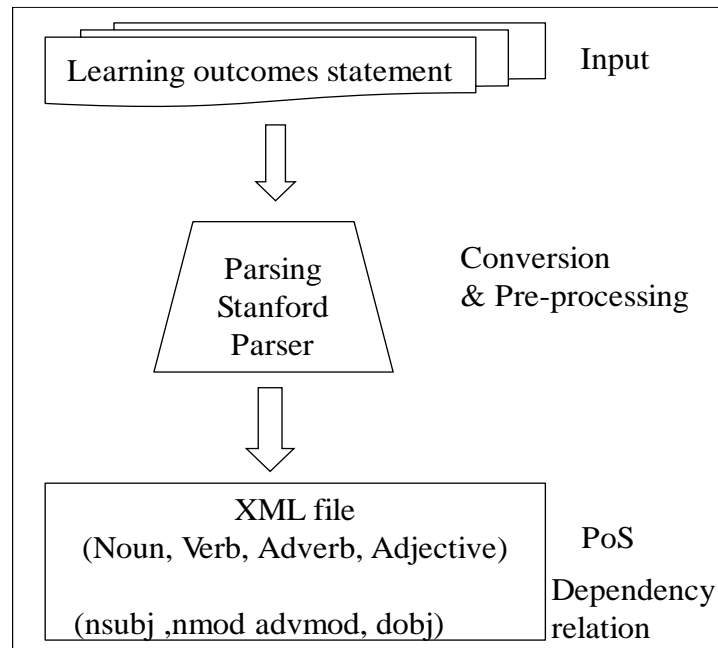 Learning outcomes statement
Input
Parsing
Stanford
Parser
Conversion
& Pre-processing
XML file
(Noun, Verb, Adverb, Adjective)
PoS
(nsubj ,nmod advmod, dobj)
Dependency
relation